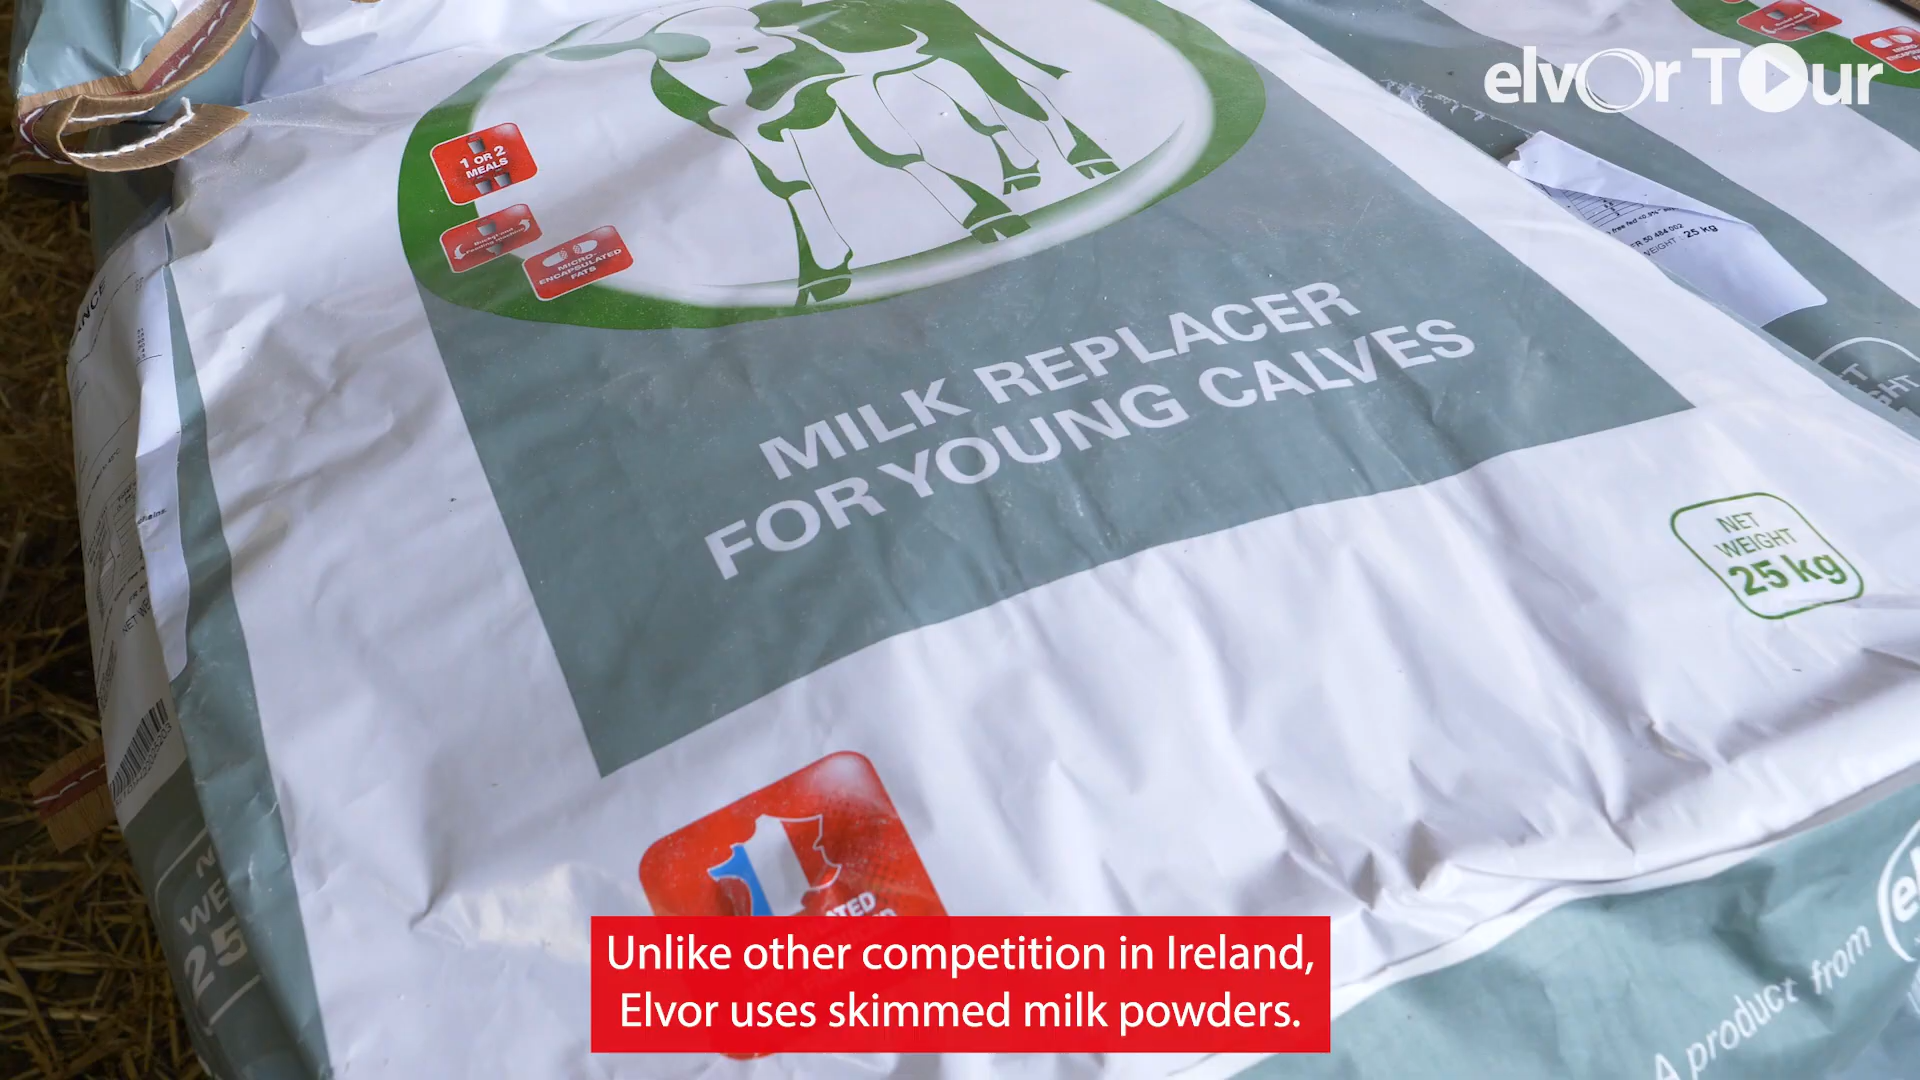 elvor TOur
1 OR 2
MEALS
MICRO-
ENCAPSULATED
FATS
MILK REPLACER
FOR YOUNG CALVES
25 kg
NET
WEIGHT
25 kg
A product from
Unlike other competition in Ireland,
Elvor uses skimmed milk powders.